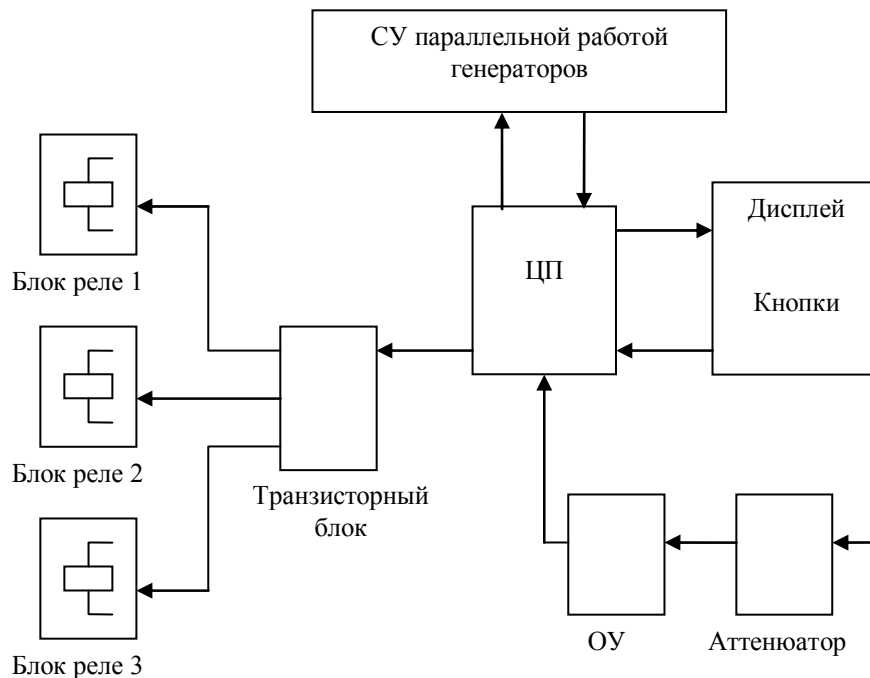 СУ параллельной работой
генераторов
Дисплей
ЦП
Кнопки
Блок реле 1
Блок реле 2
Транзисторный
блок
Блок реле 3
ОУ
Аттенюатор